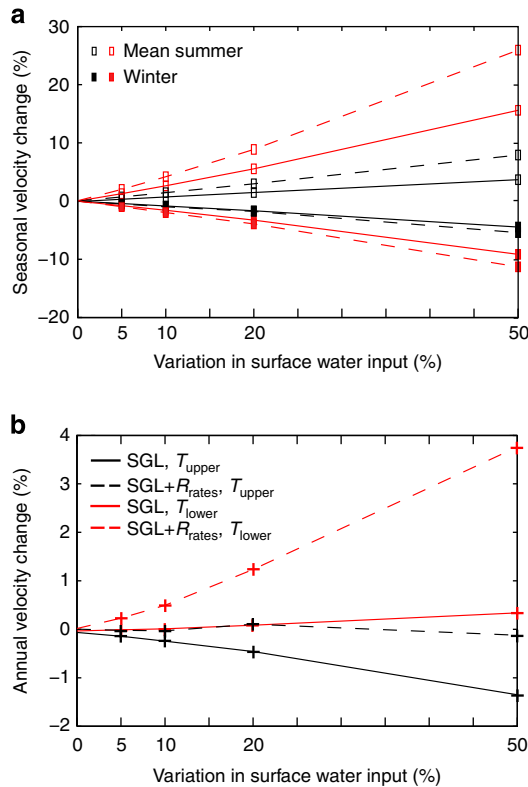 a
Seasonal velocity change (%)
30
20
10
0
−10
−20
Mean summer
Winter
0 5 10 20 50
Variation in surface water input (%)
b
Annual velocity change (%)
4
3
2
1
0
−1
−2
SGL, Tupper
SGL+Rrates, Tupper
SGL, Tlower
SGL+Rrates, Tlower
0 5 10 20 50
Variation in surface water input (%)